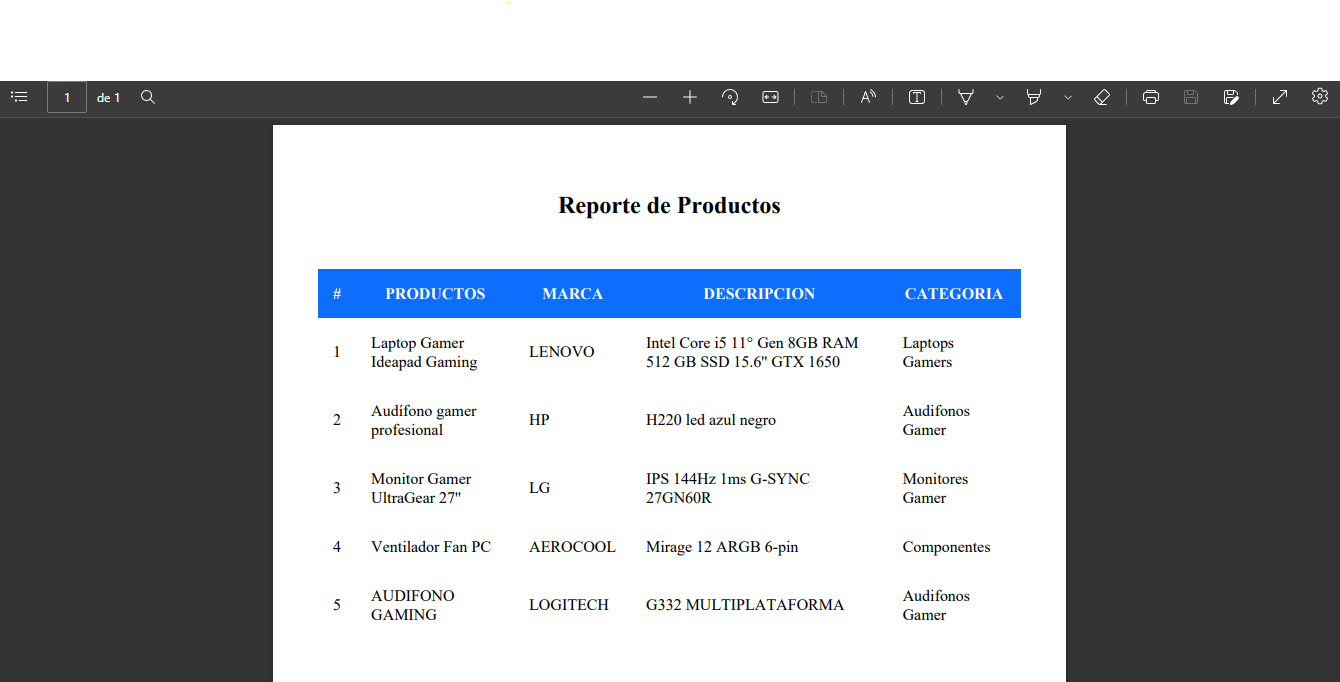 1 de 1
Reporte de Productos
# PRODUCTOS MARCA DESCRIPCION CATEGORIA
1 Laptop Gamer Ideapad Gaming LENOVO Intel Core i5 11° Gen 8GB RAM 512 GB SSD 15.6" GTX 1650 Laptops Gamers
2 Audífono gamer profesional HP H220 led azul negro Audifonos Gamer
3 Monitor Gamer UltraGear 27" LG IPS 144Hz 1ms G-SYNC 27GN60R Monitores Gamer
4 Ventilador Fan PC AEROCOOL Mirage 12 ARGB 6-pin Componentes
5 AUDIFONO GAMING LOGITECH G332 MULTIPLATAFORMA Audifonos Gamer